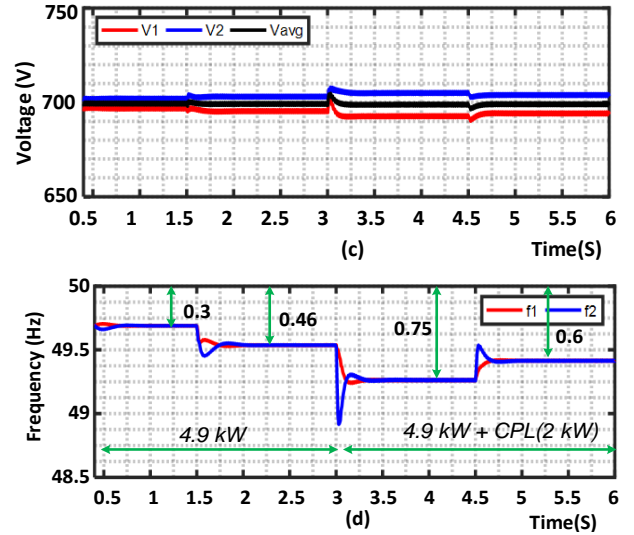 750
V1 V2 Vavg
700
650
Voltage (V)
0.5 1 1.5 2 2.5 3 3.5 4 4.5 5 5.5 6
(c) Time(S)
50
0.3 0.46 0.75 0.6
f1 f2
49.5
49
4.9 kW 4.9 kW + CPL(2 kW)
48.5
Frequency (Hz)
0.5 1 1.5 2 2.5 3 3.5 4 4.5 5 5.5 6
(d) Time(S)